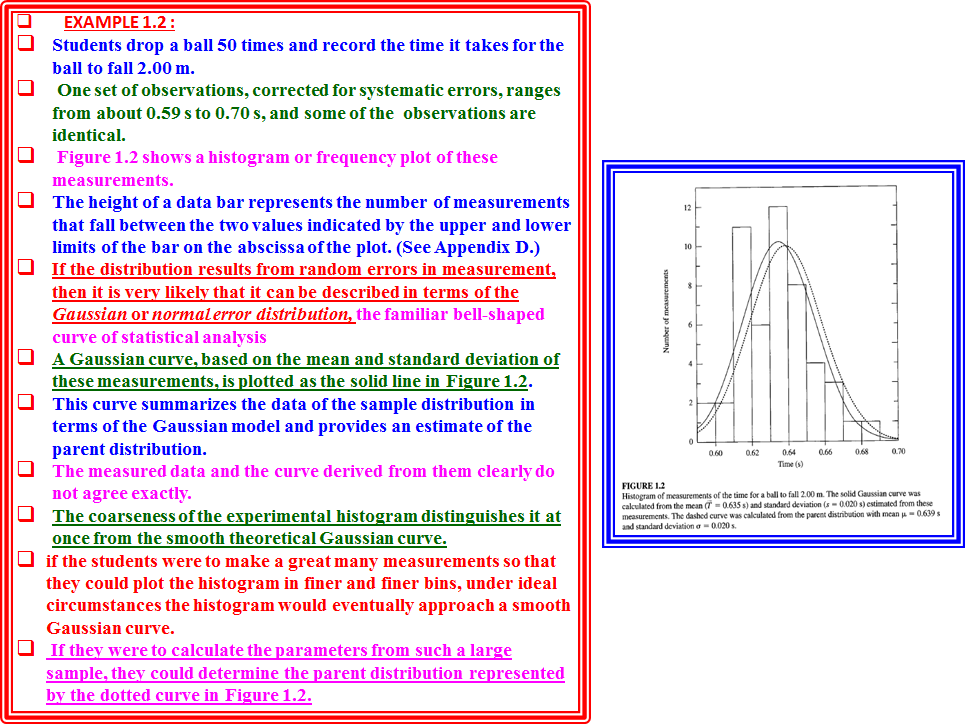 EXAMPLE 1.2 :
Students drop a ball 50 times and record the time it takes for the
ball to fall 2.00 m.
One set of observations, corrected for systematic errors, ranges
from about 0.59 s to 0.70 s, and some of the observations are
identical.
Figure 1.2 shows a histogram or frequency plot of these
measurements.
The height of a data bar represents the number of measurements
that fall between the two values indicated by the upper and lower
limits of the bar on the abscissa of the plot. (See Appendix D.)
If the distribution results from random errors in measurement,
then it is very likely that it can be described in terms of the
Gaussian or normal error distribution, the familiar bell-shaped
curve of statistical analysis
A Gaussian curve, based on the mean and standard deviation of
these measurements, is plotted as the solid line in Figure 1.2.
This curve summarizes the data of the sample distribution in
terms of the Gaussian model and provides an estimate of the
parent distribution.
The measured data and the curve derived from them clearly do
not agree exactly.
The coarseness of the experimental histogram distinguishes it at
once from the smooth theoretical Gaussian curve.
if the students were to make a great many measurements so that
they could plot the histogram in finer and finer bins, under ideal
circumstances the histogram would eventually approach a smooth
Gaussian curve.
If they were to calculate the parameters from such a large
sample, they could determine the parent distribution represented
by the dotted curve in Figure 1.2.
Number of measurements
12
10
8
6
4
2
0
0.60 0.62 0.64 0.66 0.68 0.70
Time (s)
FIGURE 1.2
Histogram of measurements of the time for a ball to fall 2.00 m. The solid Gaussian curve was
calculated from the mean (T̄ = 0.635 s) and standard deviation (s = 0.020 s) estimated from these
measurements. The dashed curve was calculated from the parent distribution with mean μ = 0.639 s
and standard deviation σ = 0.020 s.